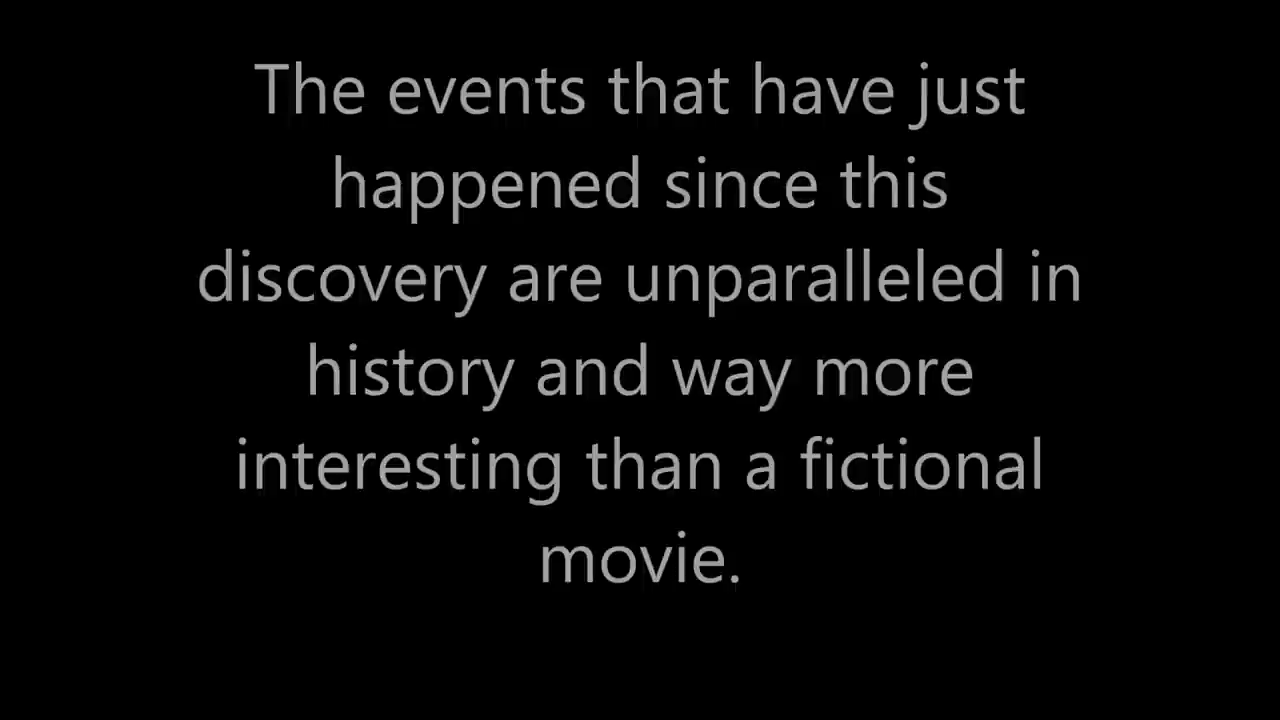 The events that have just
happened since this
discovery are unparalleled in
history and way more
interesting than a fictional
movie.